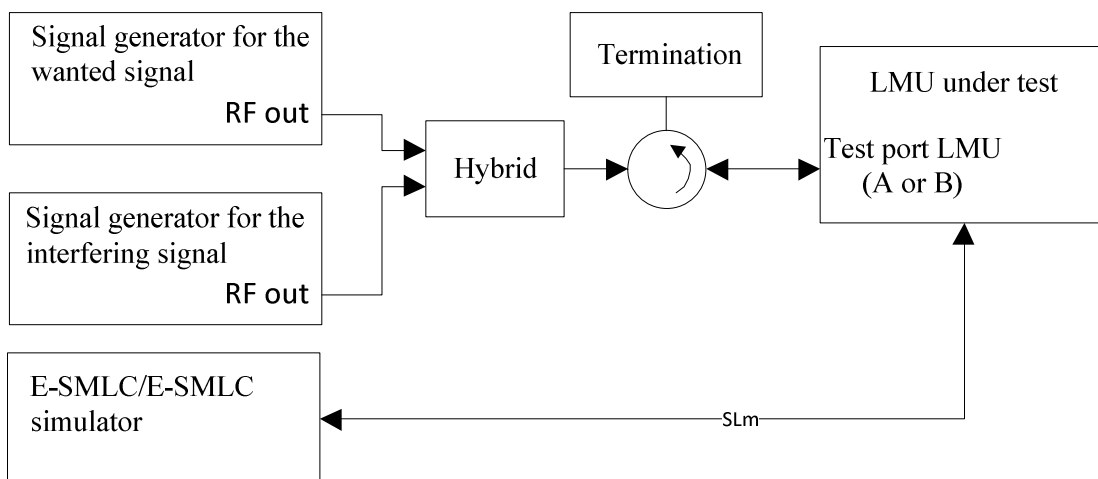 Signal generator for the
wanted signal
RF out
Termination
LMU under test
Test port LMU
(A or B)
Hybrid
Signal generator for the
interfering signal
RF out
E-SMLC/E-SMLC
simulator
SLm